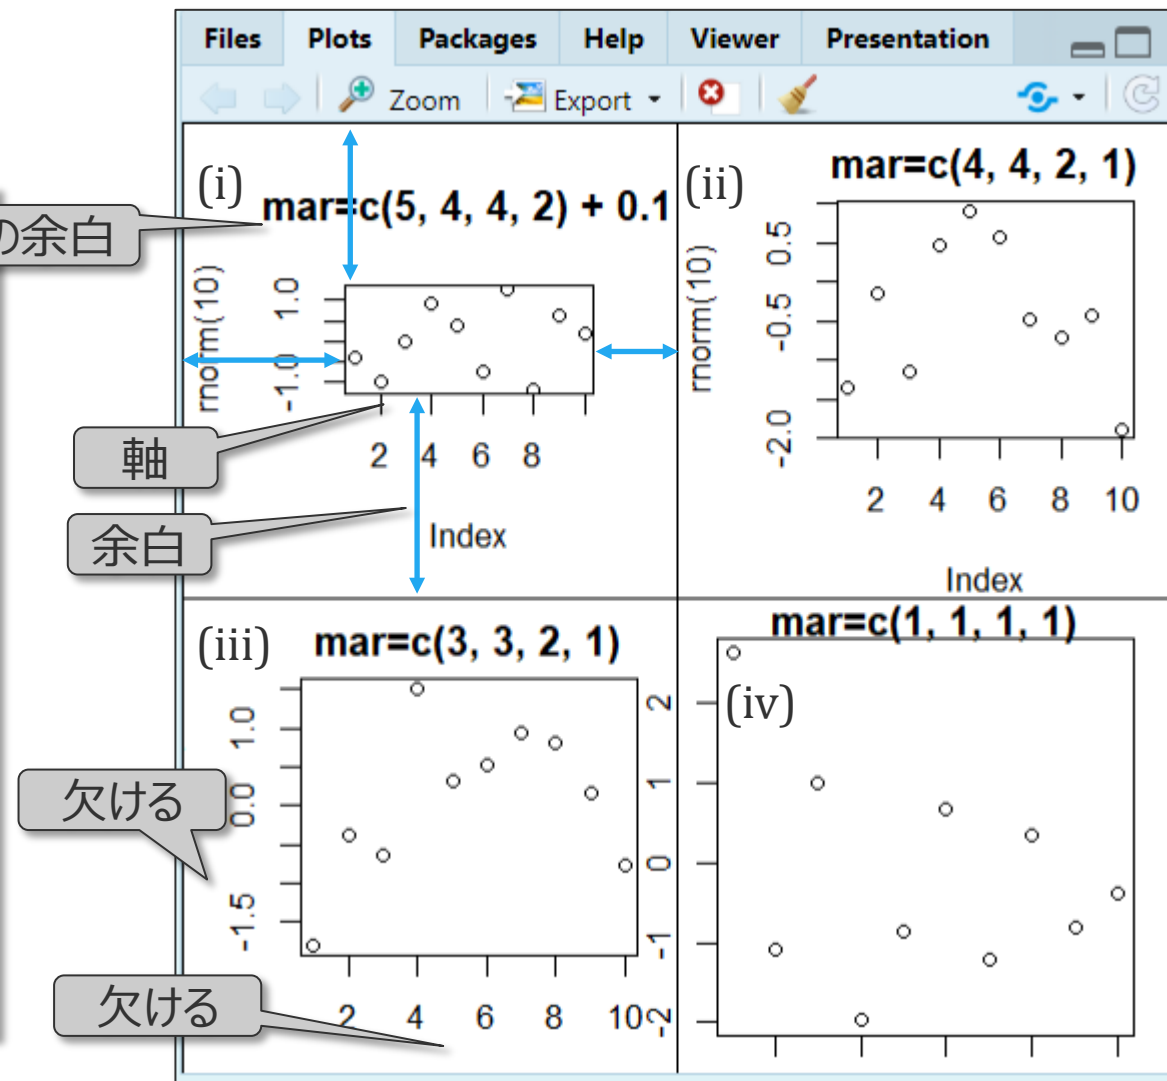 Files Plots Packages Help Viewer Presentation
Zoom Export
(i)
mar=c(5, 4, 4, 2) + 0.1
の余白
rnorm(10)
1.0
-1.0
軸
2 4 6 8
余白
Index
(ii)
mar=c(4, 4, 2, 1)
rnorm(10)
0.5
-0.5
-2.0
2 4 6 8 10
Index
(iii)
mar=c(3, 3, 2, 1)
1.0
0.0
-1.5
欠ける
欠ける
2 4 6 8 10
mar=c(1, 1, 1, 1)
(iv)
2
1
0
-1
-2